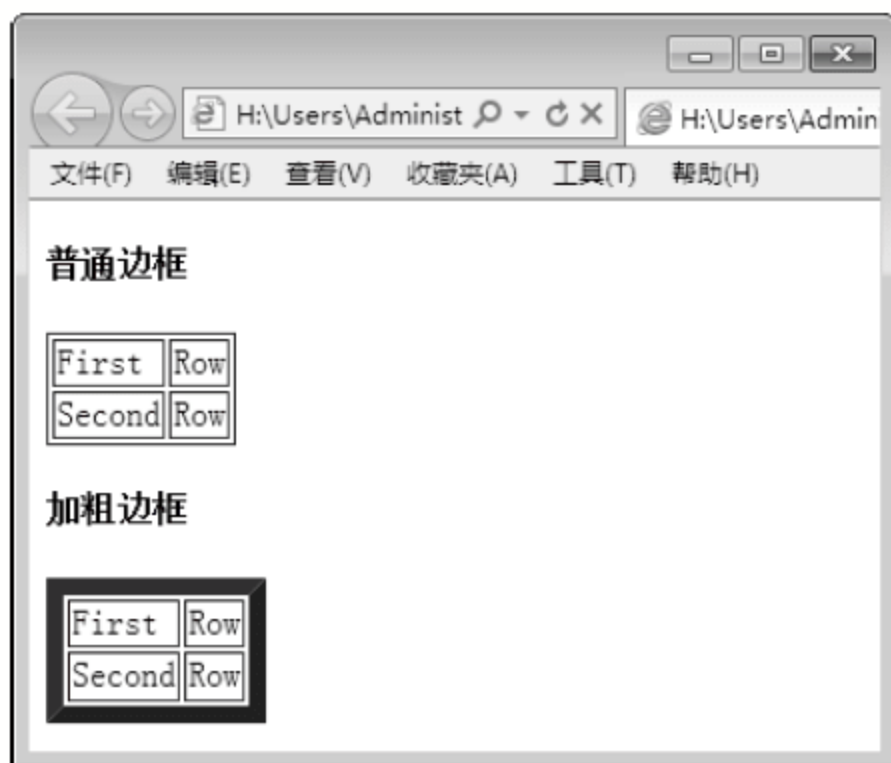 H:\Users\Administ
H:\Users\Admin
文件(F) 编辑(E) 查看(V) 收藏夹(A) 工具(T) 帮助(H)
普通边框
First Row
Second Row
加粗边框
First Row
Second Row